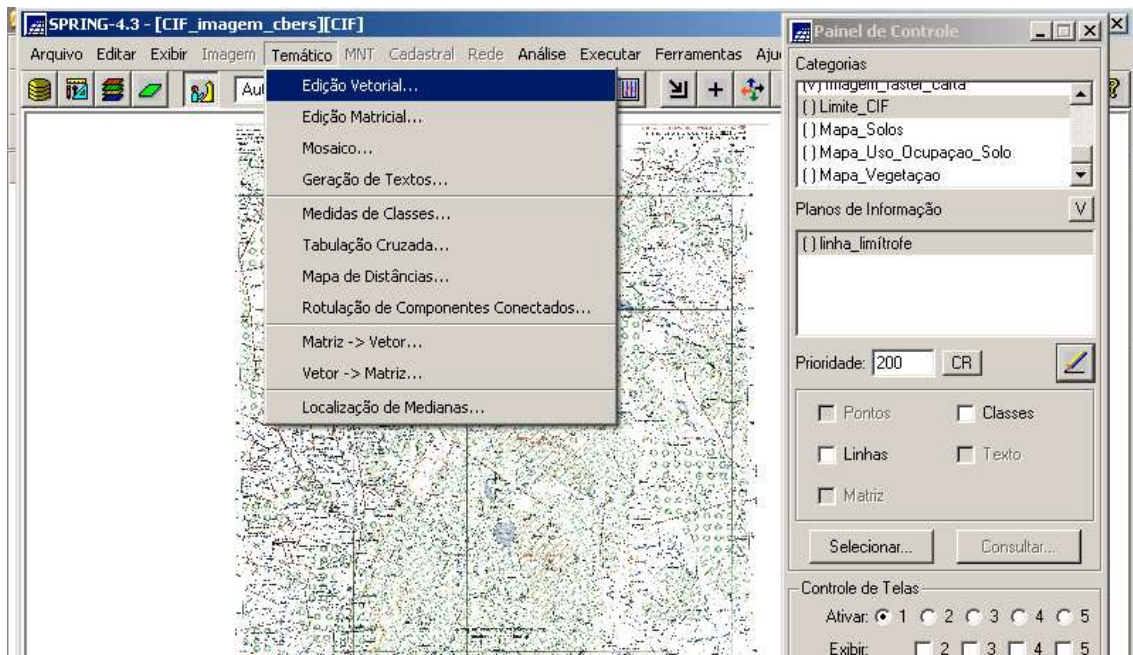 SPRING-4.3 - [CIF_imagem_cbers][CIF]
Arquivo Editar Exibir Imagem Temático MNT Cadastral Rede Análise Executar Ferramentas Aju
Au
Edição Vetorial...
Edição Matricial...
Mosaico...
Geração de Textos...
Medidas de Classes...
Tabulação Cruzada...
Mapa de Distâncias...
Rotulação de Componentes Conectados...
Matriz -> Vetor...
Vetor -> Matriz...
Localização de Medianas...
Painel de Controle
Categorias
(V) Imagem_raster_carta
( ) Limite_CIF
( ) Mapa_Solos
( ) Mapa_Uso_Ocupaçao_Solo
( ) Mapa_Vegetaçao
Planos de Informação V
( ) linha_limítrofe
Prioridade: 200 CR
Pontos Classes
Linhas Texto
Matriz
Selecionar... Consultar...
Controle de Telas
Ativar: 1 2 3 4 5
Exibir: 2 3 4 5